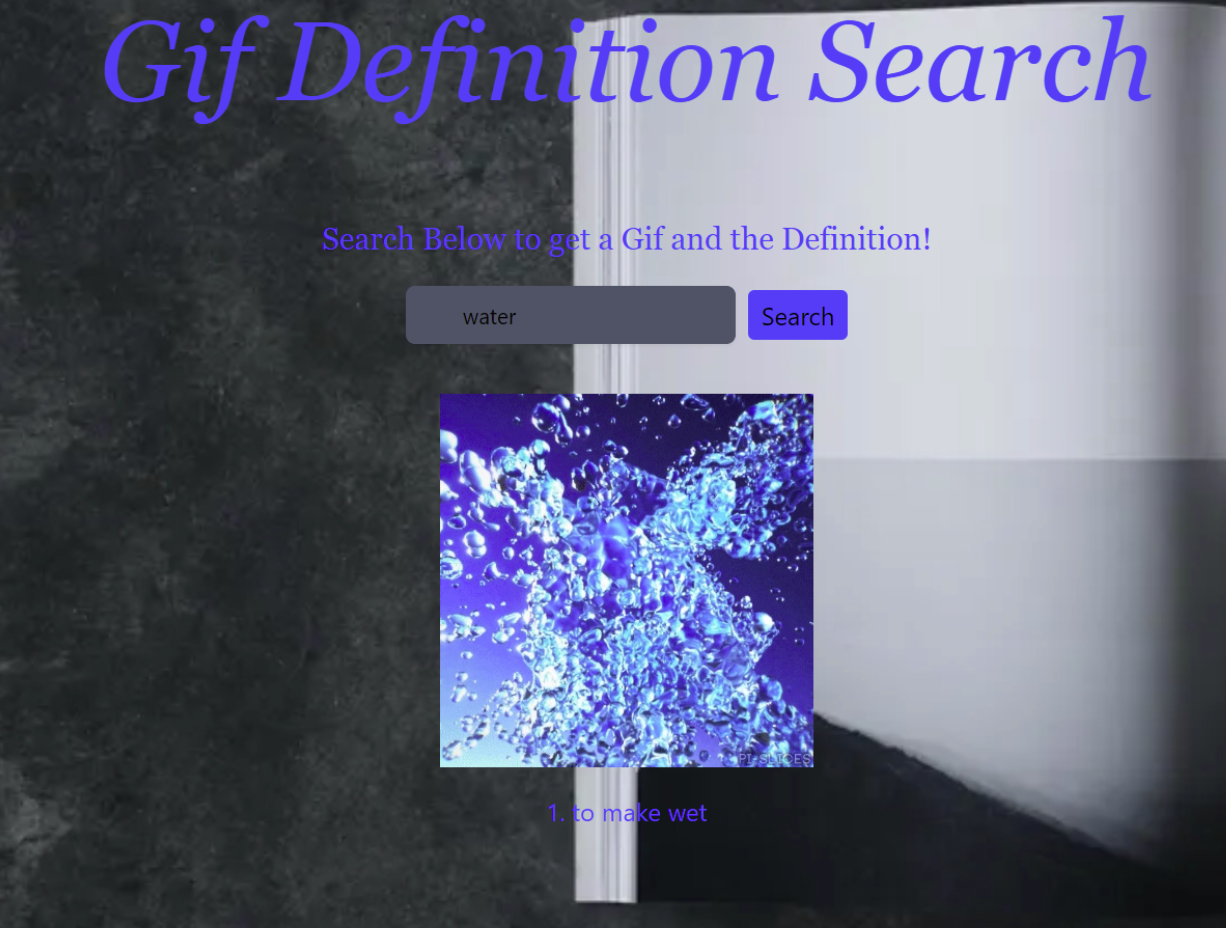 Gif Definition Search
Search Below to get a Gif and the Definition!
water
Search
PI-SLICES
1. to make wet